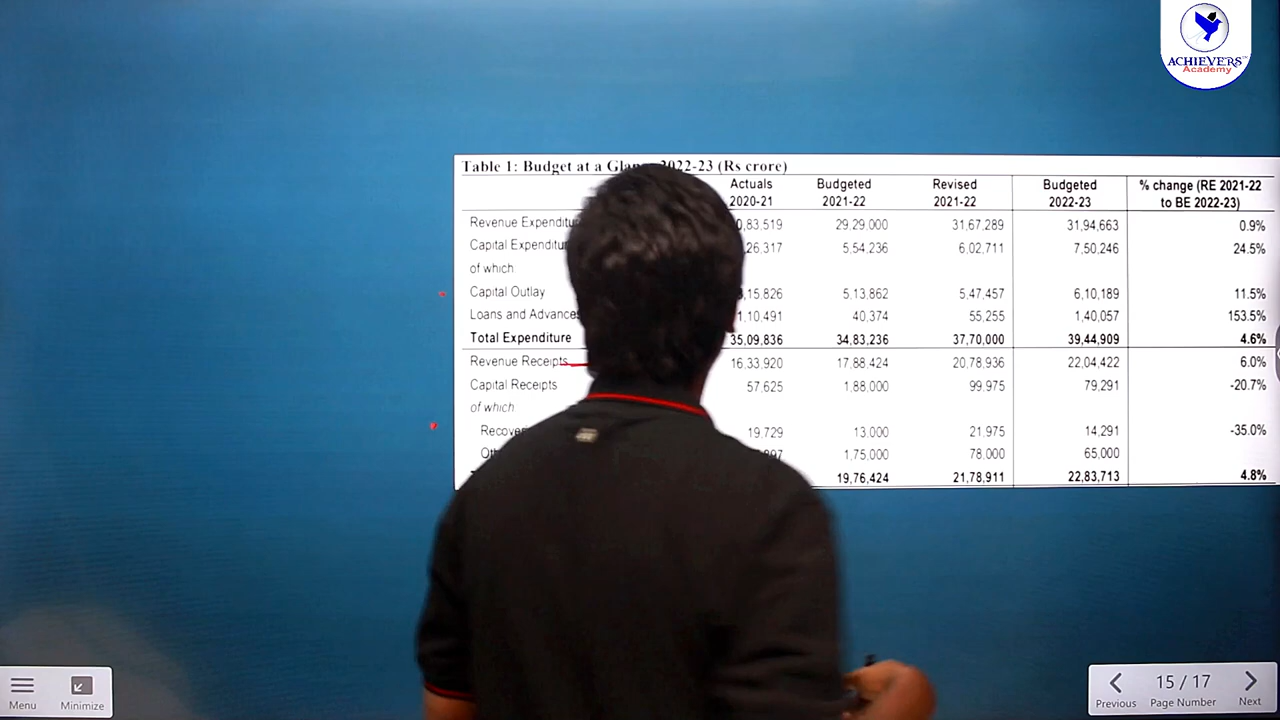 ACHIEVERS
Academy
Table 1: Budget at a 2022-23 (Rs crore)
Actuals 2020-21 Budgeted 2021-22 Revised 2021-22 Budgeted 2022-23 % change (RE 2021-22 to BE 2022-23)
Revenue 29,29,000 31,67,289 31,94,663 0.9%
Capital 5,54,236 6,02,711 7,50,246 24.5%
of which
Capital Outlay 5,13,862 5,47,457 6,10,189 11.5%
Loans and 1,10,491 40,374 55,255 1,40,057 153.5%
Total Expenditure 35,09,836 34,83,236 37,70,000 39,44,909 4.6%
Revenue Receipts 16,33,920 17,88,424 20,78,936 22,04,422 6.0%
Capital Receipts 57,625 1,88,000 99,975 79,291 -20.7%
of which
19,729 13,000 21,975 14,291 -35.0%
1,75,000 78,000 65,000
19,76,424 21,78,911 22,83,713 4.8%
Menu Minimize
15 / 17
Previous Page Number Next